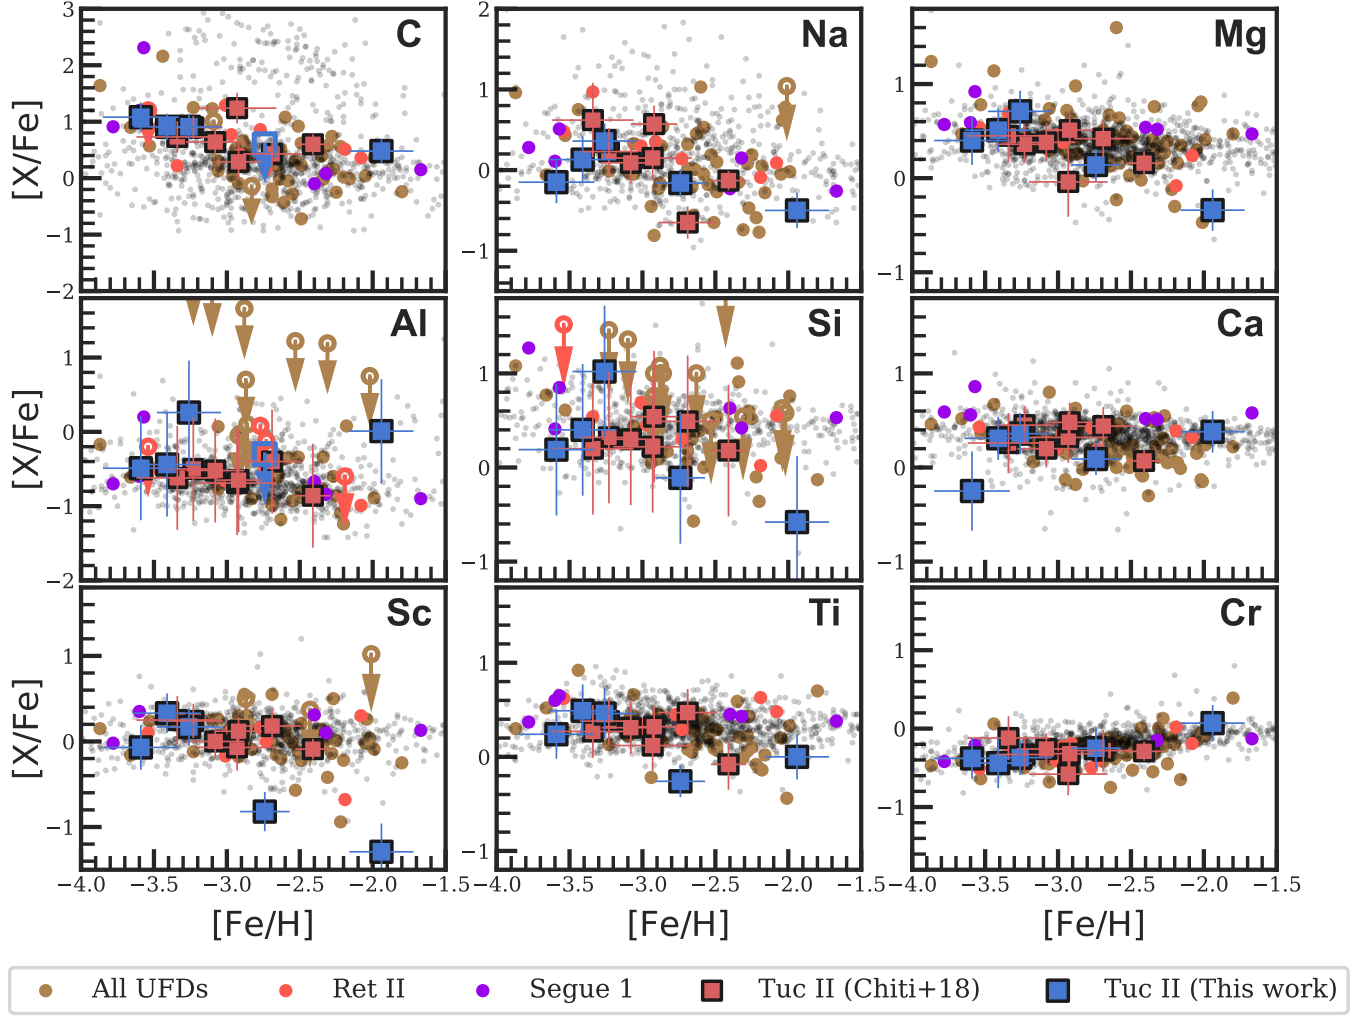 C
Na
Mg
3
2
1
0
−1
−2
2
1
0
−1
1
0
−1
[X/Fe]
Al
Si
Ca
1
0
−1
−2
1
0
−1
1
0
−1
[X/Fe]
Sc
Ti
Cr
1
0
−1
1
0
−1
1
0
−1
[X/Fe]
−4.0 −3.5 −3.0 −2.5 −2.0 −1.5
−4.0 −3.5 −3.0 −2.5 −2.0 −1.5
−4.0 −3.5 −3.0 −2.5 −2.0 −1.5
[Fe/H] [Fe/H] [Fe/H]
All UFDs Ret II Segue 1 Tuc II (Chiti+18) Tuc II (This work)